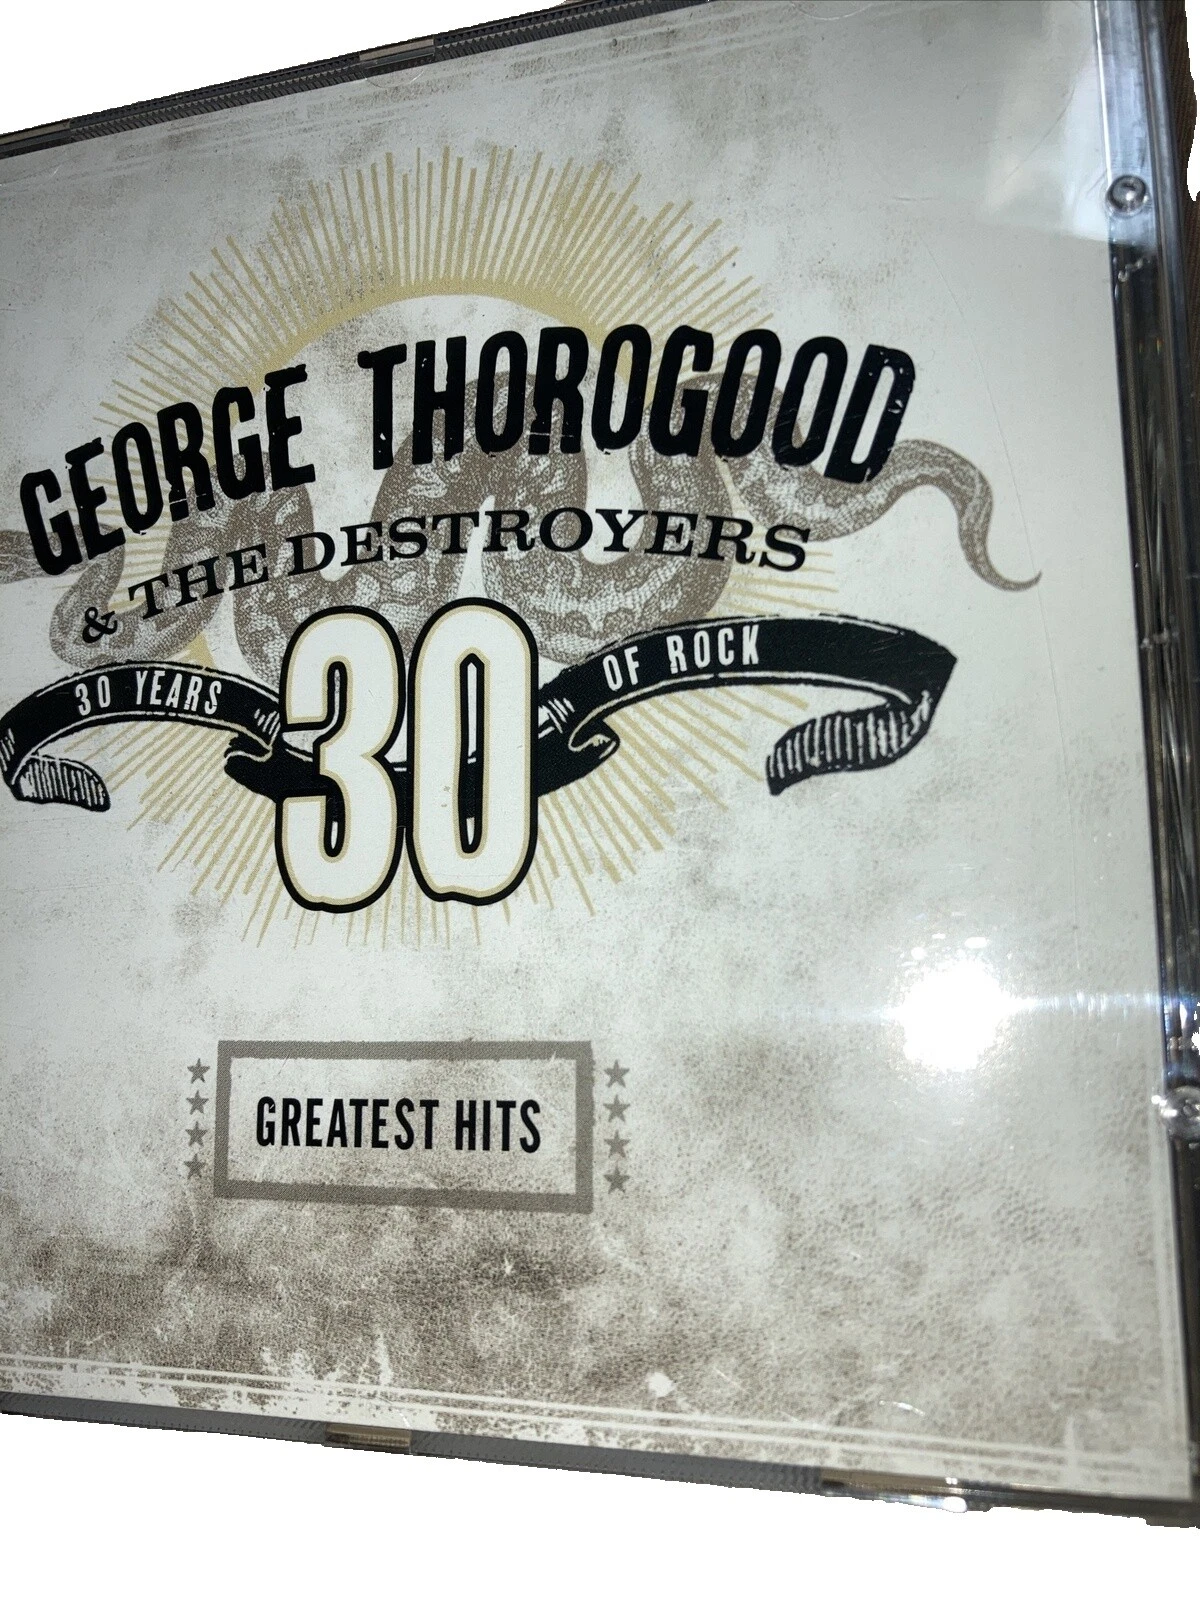 GEORGE THOROGOOD
& THE DESTROYERS
30 YEARS
30
OF ROCK
GREATEST HITS